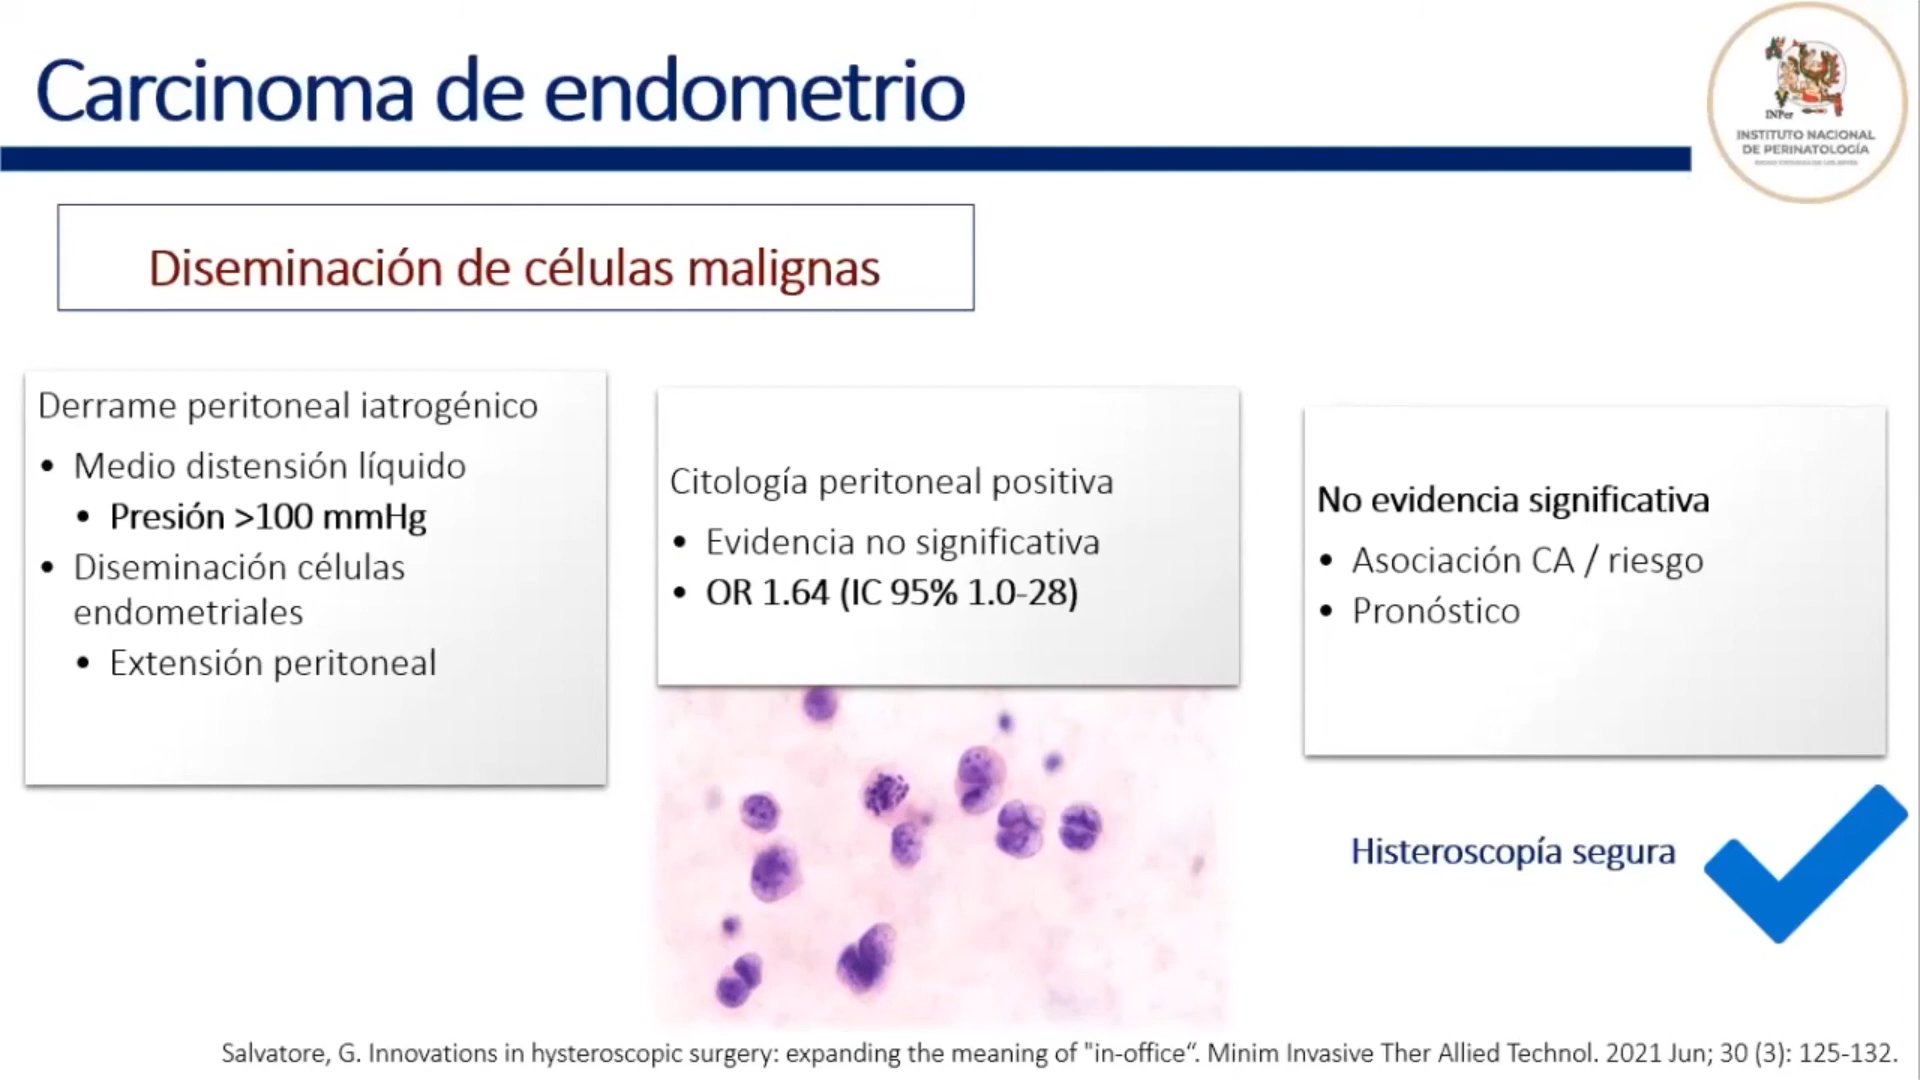 Carcinoma de endometrio
INPer
INSTITUTO NACIONAL
DE PERINATOLOGÍA
Diseminación de células malignas
Derrame peritoneal iatrogénico
• Medio distensión líquido
• Presión >100 mmHg
• Diseminación células
endometriales
• Extensión peritoneal
Citología peritoneal positiva
• Evidencia no significativa
• OR 1.64 (IC 95% 1.0-28)
No evidencia significativa
• Asociación CA / riesgo
• Pronóstico
Histeroscopía segura
Salvatore, G. Innovations in hysteroscopic surgery: expanding the meaning of "in-office“. Minim Invasive Ther Allied Technol. 2021 Jun; 30 (3): 125-132.